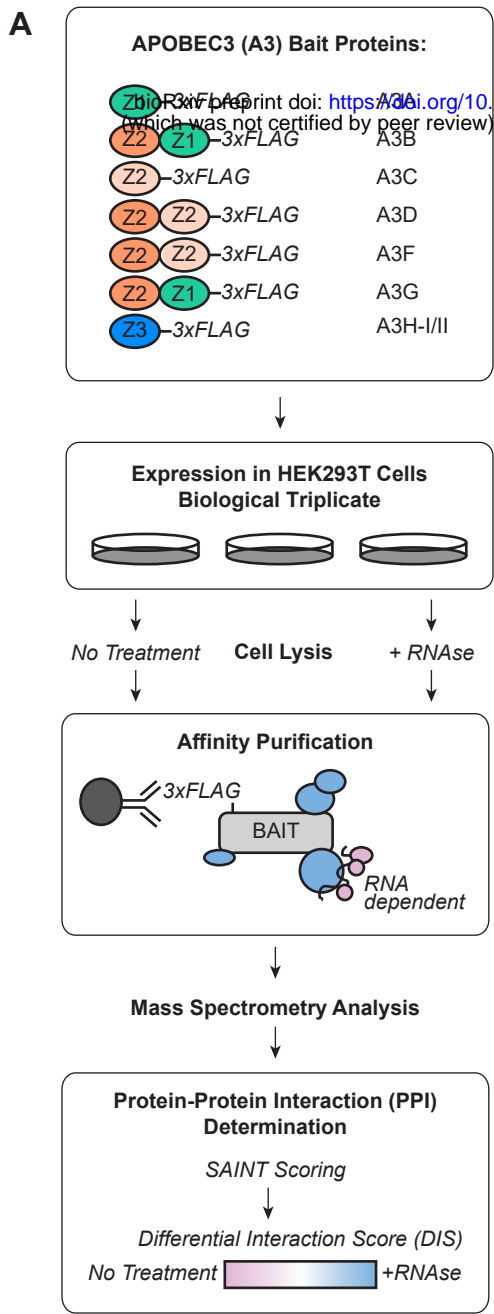 A
APOBEC3 (A3) Bait Proteins:
Z1 -3xFLAG A3A
bioRxiv preprint doi: https://doi.org/10.
(which was not certified by peer review)
Z2 Z1 -3xFLAG A3B
Z2 -3xFLAG A3C
Z2 Z2 -3xFLAG A3D
Z2 Z2 -3xFLAG A3F
Z2 Z1 -3xFLAG A3G
Z3 -3xFLAG A3H-I/II
Expression in HEK293T Cells
Biological Triplicate
No Treatment Cell Lysis + RNAse
Affinity Purification
3xFLAG
BAIT
RNA
dependent
Mass Spectrometry Analysis
Protein-Protein Interaction (PPI)
Determination
SAINT Scoring
Differential Interaction Score (DIS)
No Treatment +RNAse